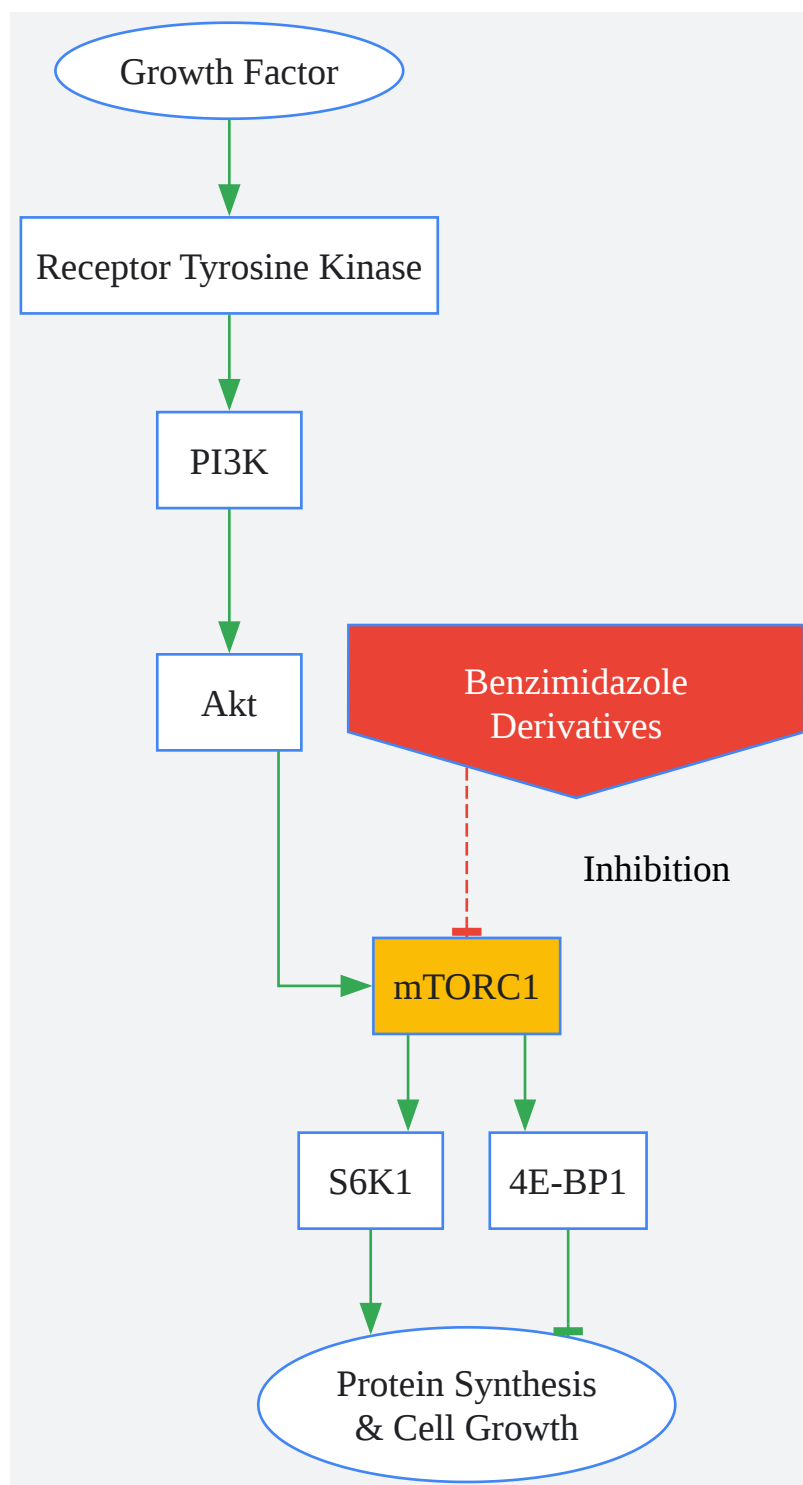 Growth Factor
Receptor Tyrosine Kinase
PI3K
Akt
Benzimidazole
Derivatives
Inhibition
mTORC1
S6K1
4E-BP1
Protein Synthesis
& Cell Growth